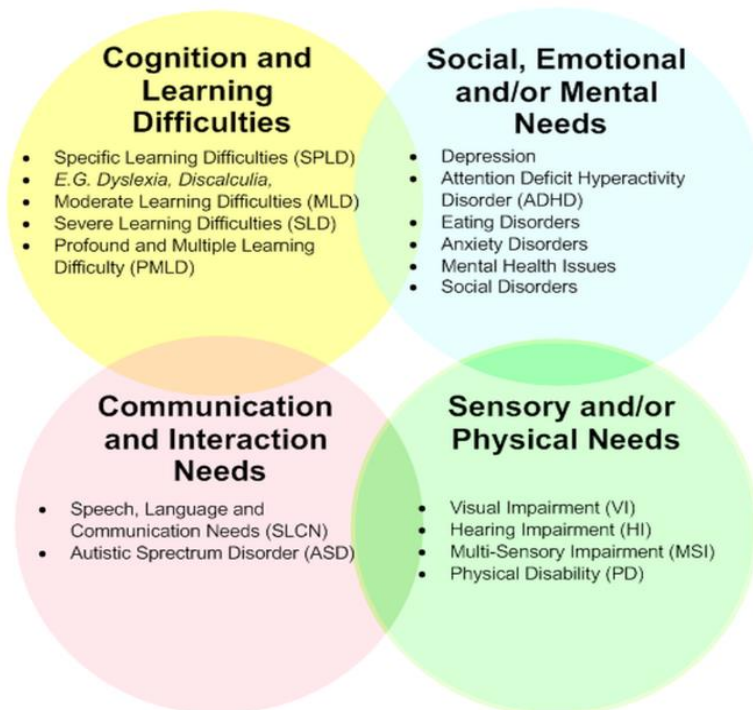 Cognition and
Learning
Difficulties
• Specific Learning Difficulties (SPLD)
• E.G. Dyslexia, Discalculia,
• Moderate Learning Difficulties (MLD)
• Severe Learning Difficulties (SLD)
• Profound and Multiple Learning
Difficulty (PMLD)
Social, Emotional
and/or Mental
Needs
• Depression
• Attention Deficit Hyperactivity
Disorder (ADHD)
• Eating Disorders
• Anxiety Disorders
• Mental Health Issues
• Social Disorders
Communication
and Interaction
Needs
• Speech, Language and
Communication Needs (SLCN)
• Autistic Sprectrum Disorder (ASD)
Sensory and/or
Physical Needs
• Visual Impairment (VI)
• Hearing Impairment (HI)
• Multi-Sensory Impairment (MSI)
• Physical Disability (PD)